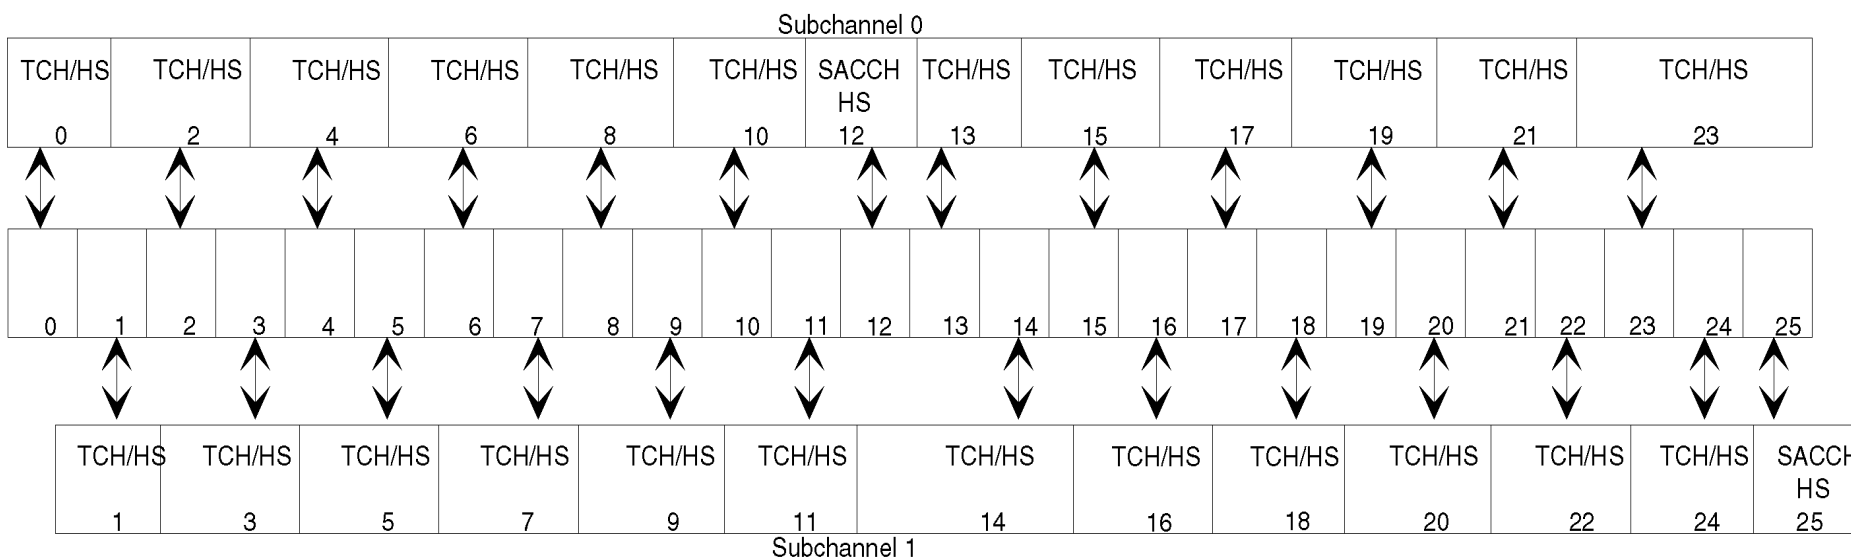 Subchannel 0
TCH/HS TCH/HS TCH/HS TCH/HS TCH/HS TCH/HS SACCH TCH/HS TCH/HS TCH/HS TCH/HS TCH/HS TCH/HS
HS
0 2 4 6 8 10 12 13 15 17 19 21 23
0 1 2 3 4 5 6 7 8 9 10 11 12 13 14 15 16 17 18 19 20 21 22 23 24 25
TCH/HS TCH/HS TCH/HS TCH/HS TCH/HS TCH/HS TCH/HS TCH/HS TCH/HS TCH/HS TCH/HS TCH/HS SACCH
HS
1 3 5 7 9 11 14 16 18 20 22 24 25
Subchannel 1